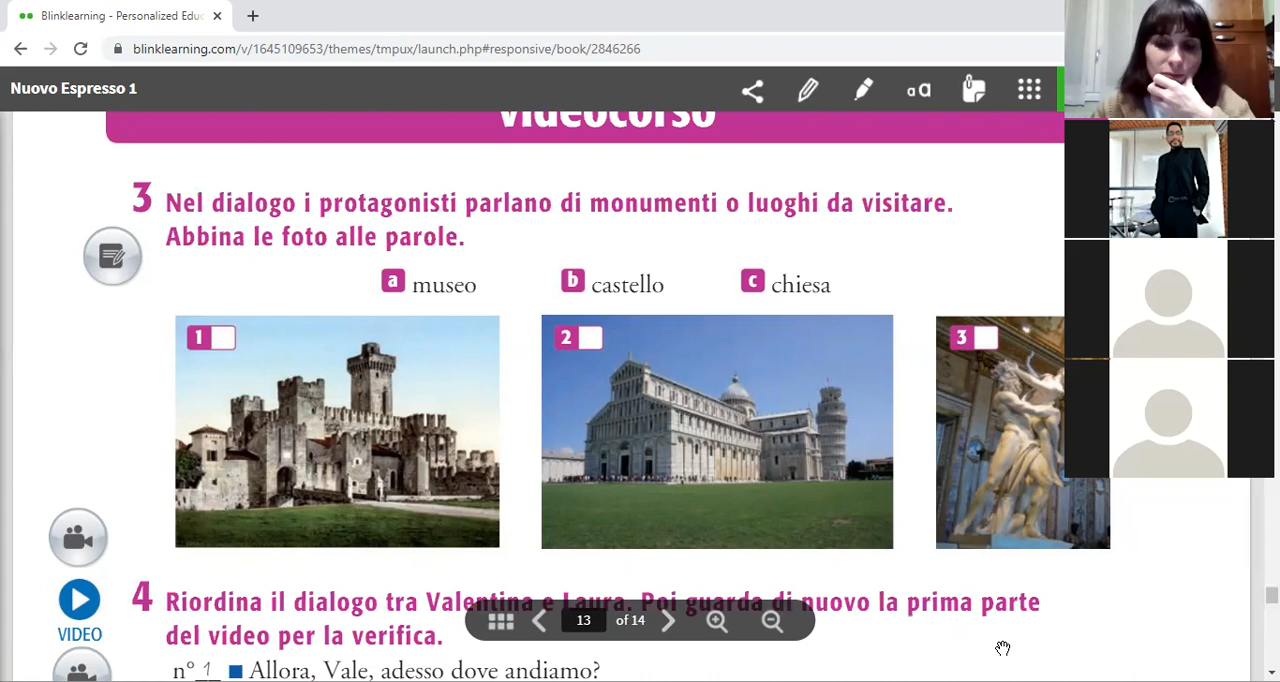 Blinklearning - Personalized Educ
blinklearning.com/v/1645109653/themes/tmpux/launch.php#responsive/book/2846266
Nuovo Espresso 1
aa
videocorso
3 Nel dialogo i protagonisti parlano di monumenti o luoghi da visitare.
Abbina le foto alle parole.
a museo b castello c chiesa
1 2 3
4 Riordina il dialogo tra Valentina e Laura. Poi guarda di nuovo la prima parte
del video per la verifica.
VIDEO
13 of 14
n° 1 Allora, Vale, adesso dove andiamo?